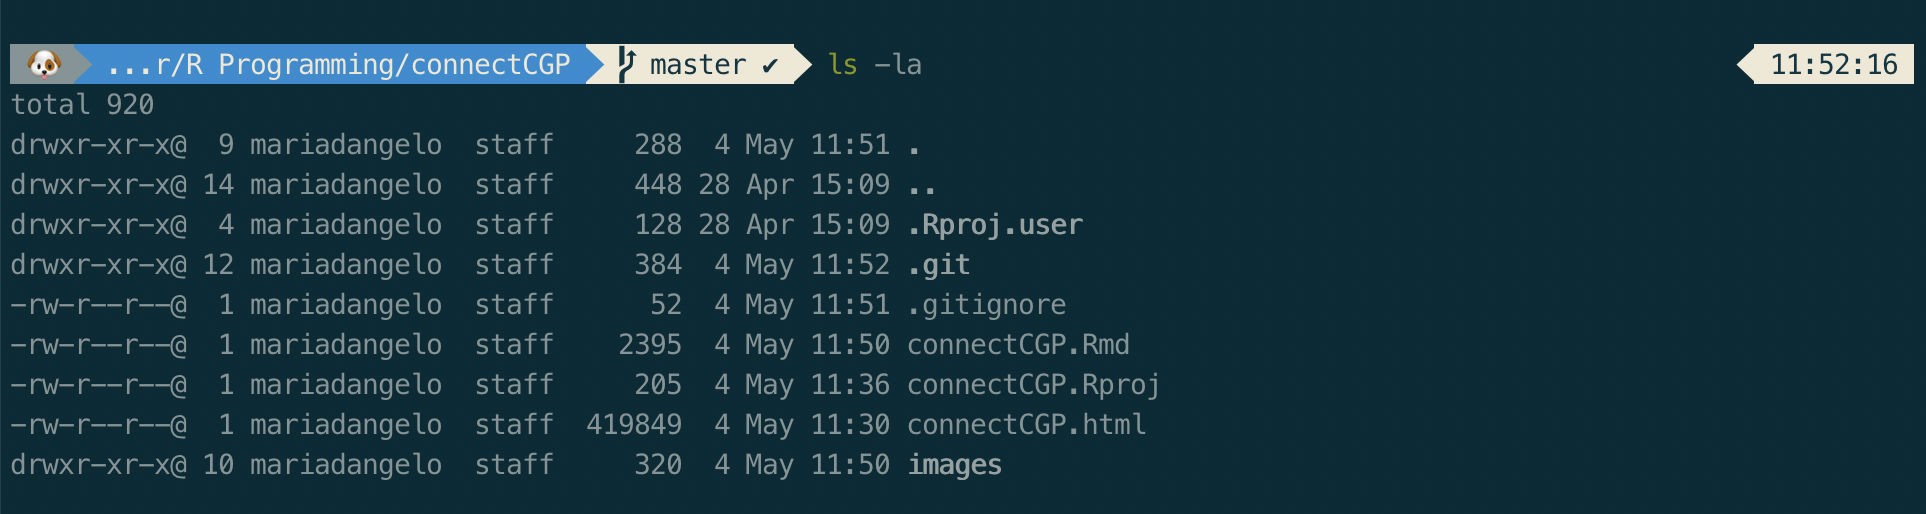 ...r/R Programming/connectCGP master ✔ ls -la 11:52:16
total 920
drwxr-xr-x@  9 mariadangelo  staff     288  4 May 11:51 .
drwxr-xr-x@ 14 mariadangelo  staff     448 28 Apr 15:09 ..
drwxr-xr-x@  4 mariadangelo  staff     128 28 Apr 15:09 .Rproj.user
drwxr-xr-x@ 12 mariadangelo  staff     384  4 May 11:52 .git
-rw-r--r--@  1 mariadangelo  staff      52  4 May 11:51 .gitignore
-rw-r--r--@  1 mariadangelo  staff    2395  4 May 11:50 connectCGP.Rmd
-rw-r--r--@  1 mariadangelo  staff     205  4 May 11:36 connectCGP.Rproj
-rw-r--r--@  1 mariadangelo  staff  419849  4 May 11:30 connectCGP.html
drwxr-xr-x@ 10 mariadangelo  staff     320  4 May 11:50 images